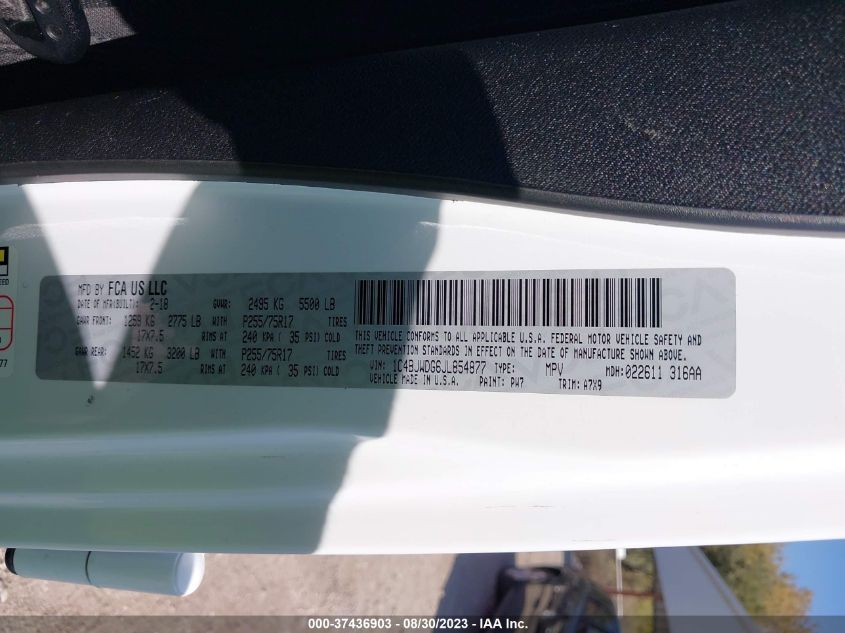 MFD BY FCA US LLC
DATE OF MFR(BUILT): 2-18 GVWR: 2495 KG 5500 LB
GAWR FRONT: 1259 KG 2775 LB WITH P255/75R17 TIRES
17X7.5 RIMS AT 240 KPA ( 35 PSI) COLD
GAWR REAR: 1452 KG 3200 LB WITH P255/75R17 TIRES
17X7.5 RIMS AT 240 KPA ( 35 PSI) COLD
THIS VEHICLE CONFORMS TO ALL APPLICABLE U.S.A. FEDERAL MOTOR VEHICLE SAFETY AND
THEFT PREVENTION STANDARDS IN EFFECT ON THE DATE OF MANUFACTURE SHOWN ABOVE.
VIN: 1C4BJWDG6JL854877 TYPE: MPV MDH: 022611 316AA
VEHICLE MADE IN U.S.A. PAINT: PW7 TRIM: A7X9
77
000-37436903 - 08/30/2023 - IAA Inc.